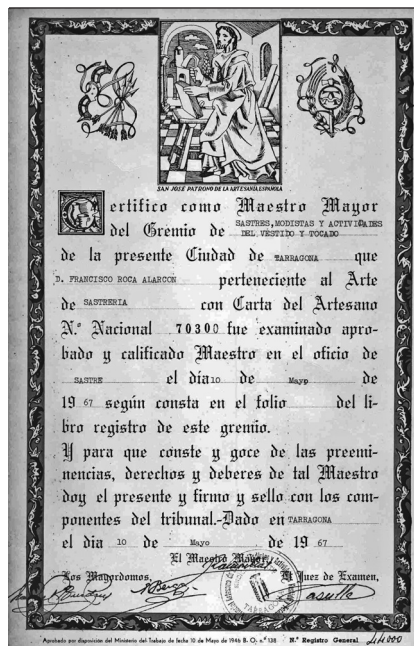 SAN JOSÉ PATRONO DE LA ARTESANIA ESPAÑOLA
Certifico como Maestro Mayor
del Gremio de SASTRES, MODISTAS Y ACTIVIDADES
DEL VESTIDO Y TOCADO
de la presente Ciudad de TARRAGONA que
D. FRANCISCO ROCA ALARCON perteneciente al Arte
de SASTRERIA con Carta del Artesano
N.º Nacional 70300 fue examinado apro-
bado y calificado Maestro en el oficio de
SASTRE el día 10 de Mayo de
19 67 según consta en el folio del li-
bro registro de este gremio.
Y para que conste y goce de las preemi-
nencias, derechos y deberes de tal Maestro
doy el presente y firmo y sello con los com-
ponentes del tribunal.-Dado en TARRAGONA
el dia 10 de Mayo de 19 67
El Maestro Mayor,
Los Mayordomos, El Juez de Examen,
TARRAGONA
Aprobado por disposición del Ministerio del Trabajo de fecha 10 de Mayo de 1946 B. O. n.º 138 N.º Registro General 44000